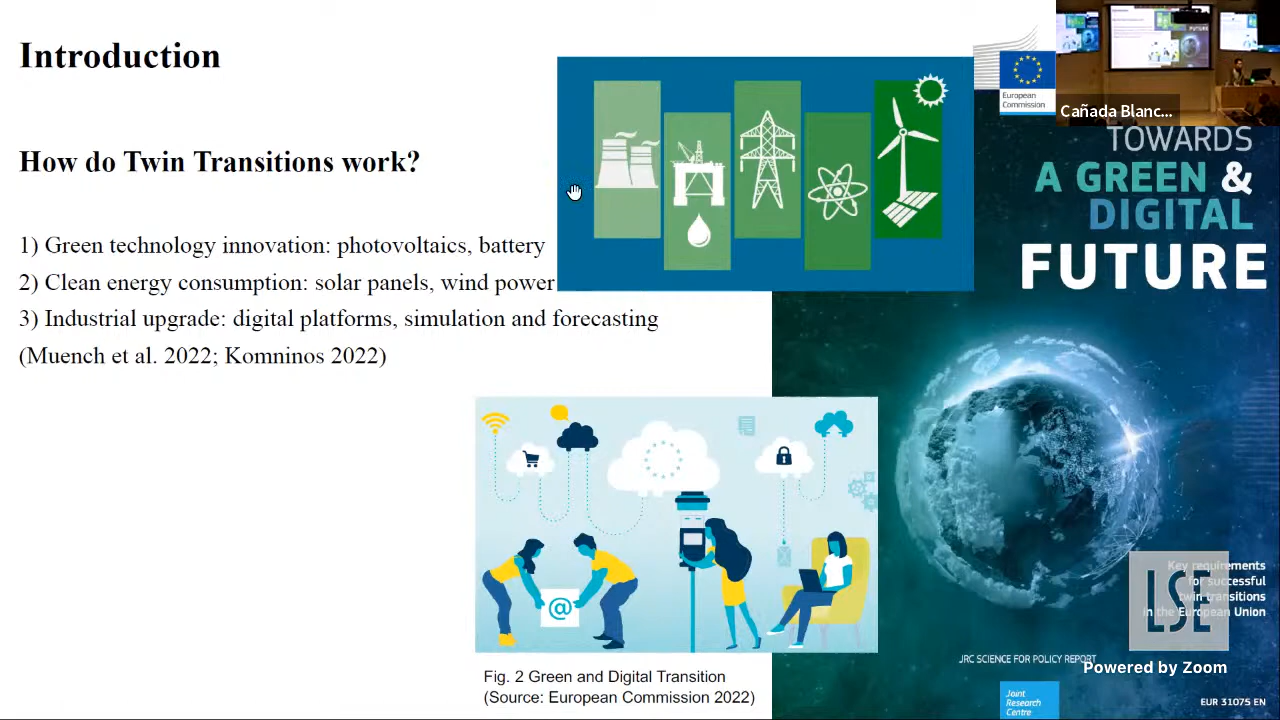 Introduction
How do Twin Transitions work?
1) Green technology innovation: photovoltaics, battery
2) Clean energy consumption: solar panels, wind power
3) Industrial upgrade: digital platforms, simulation and forecasting
(Muench et al. 2022; Komninos 2022)
@
Fig. 2 Green and Digital Transition
(Source: European Commission 2022)
European
Commission
Cañada Blanc...
TOWARDS
A GREEN &
DIGITAL
FUTURE
Key requirements
for successful
twin transitions
in the European Union
LSE
Powered by Zoom
JRC SCIENCE FOR POLICY REPORT
Joint
Research
Centre
EUR 31075 EN